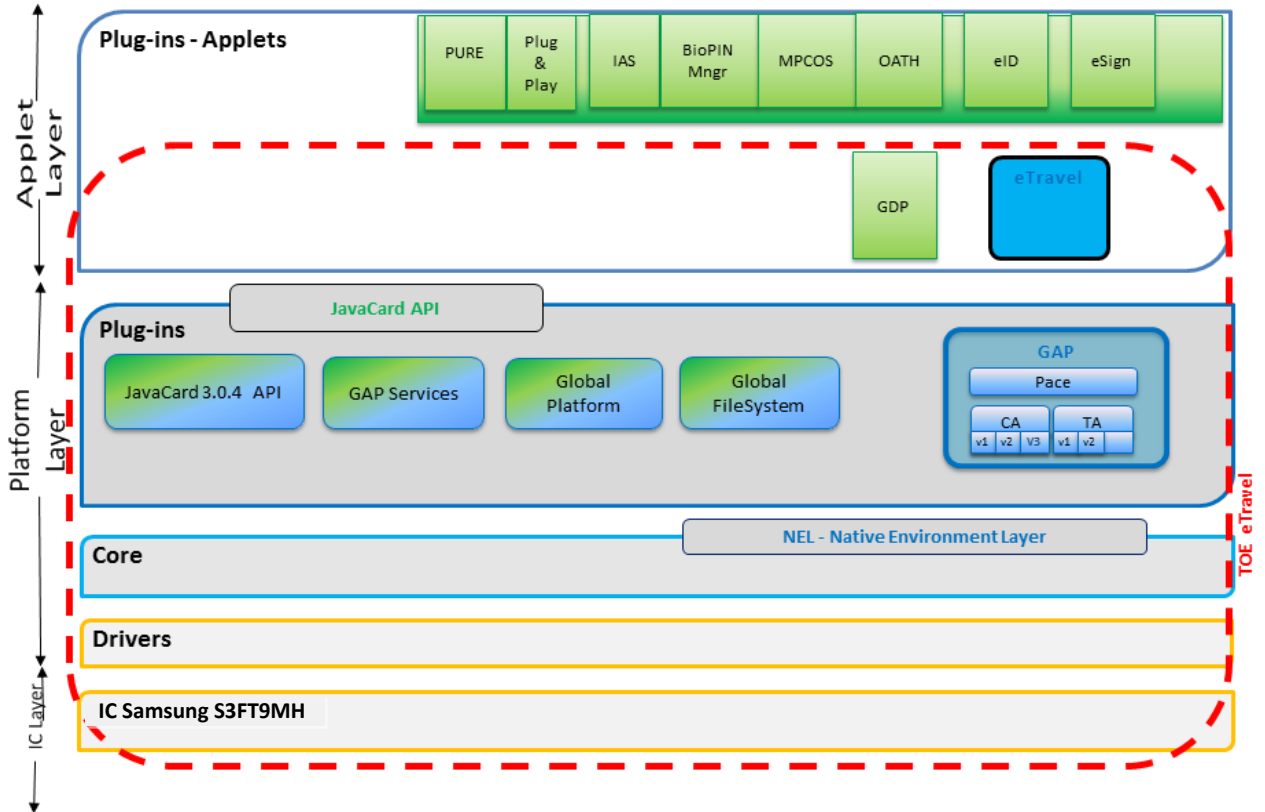 Plug-ins - Applets
PURE
Plug
&
Play
IAS
BioPIN
Mngr
MPCOS
OATH
eID
eSign
Applet
Layer
GDP
eTravel
JavaCard API
Plug-ins
JavaCard 3.0.4 API
GAP Services
Global
Platform
Global
FileSystem
GAP
Pace
CA
TA
v1
v2
V3
v1
v2
Platform
Layer
NEL - Native Environment Layer
Core
TOE eTravel
Drivers
IC Samsung S3FT9MH
IC Layer